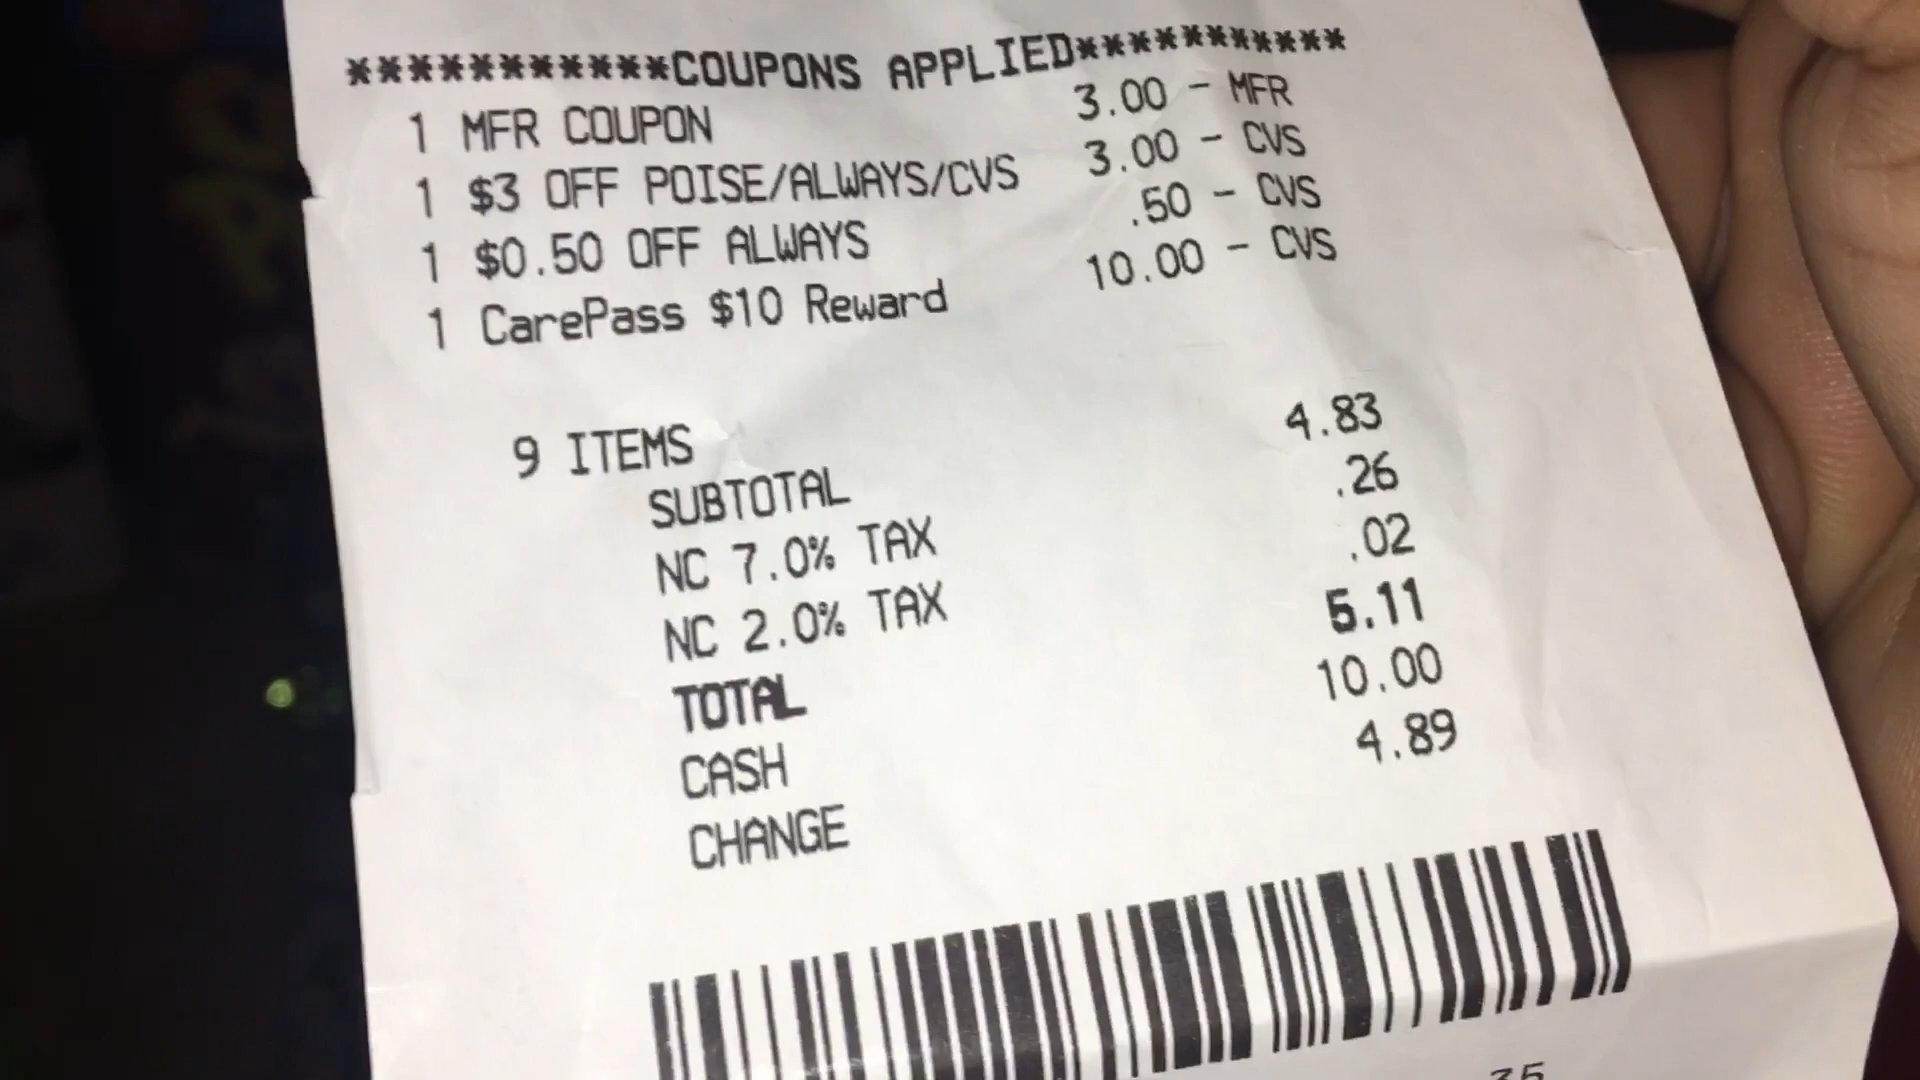 ***********COUPONS APPLIED***********
1 MFR COUPON 3.00 - MFR
1 $3 OFF POISE/ALWAYS/CVS 3.00 - CVS
1 $0.50 OFF ALWAYS .50 - CVS
1 CarePass $10 Reward 10.00 - CVS
9 ITEMS
SUBTOTAL 4.83
NC 7.0% TAX .26
NC 2.0% TAX .02
TOTAL 5.11
CASH 10.00
CHANGE 4.89